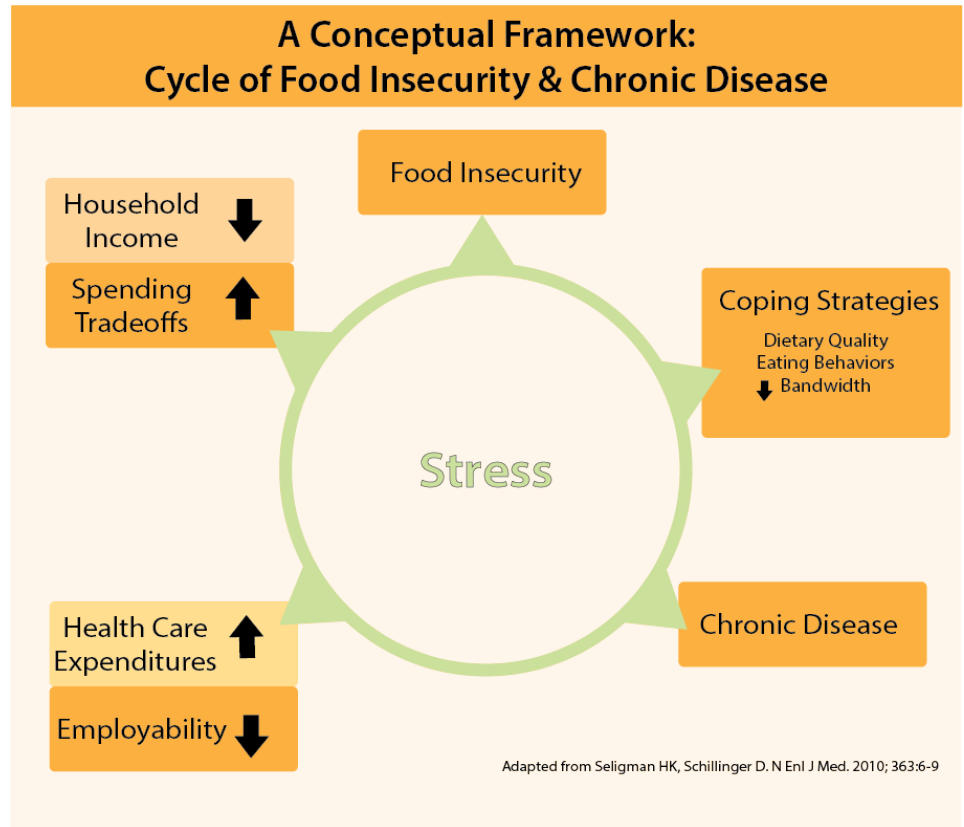 A Conceptual Framework:
Cycle of Food Insecurity & Chronic Disease
Food Insecurity
Household
Income
Spending
Tradeoffs
Coping Strategies
Dietary Quality
Eating Behaviors
Bandwidth
Stress
Chronic Disease
Health Care
Expenditures
Employability
Adapted from Seligman HK, Schillinger D. N Enl J Med. 2010; 363:6-9